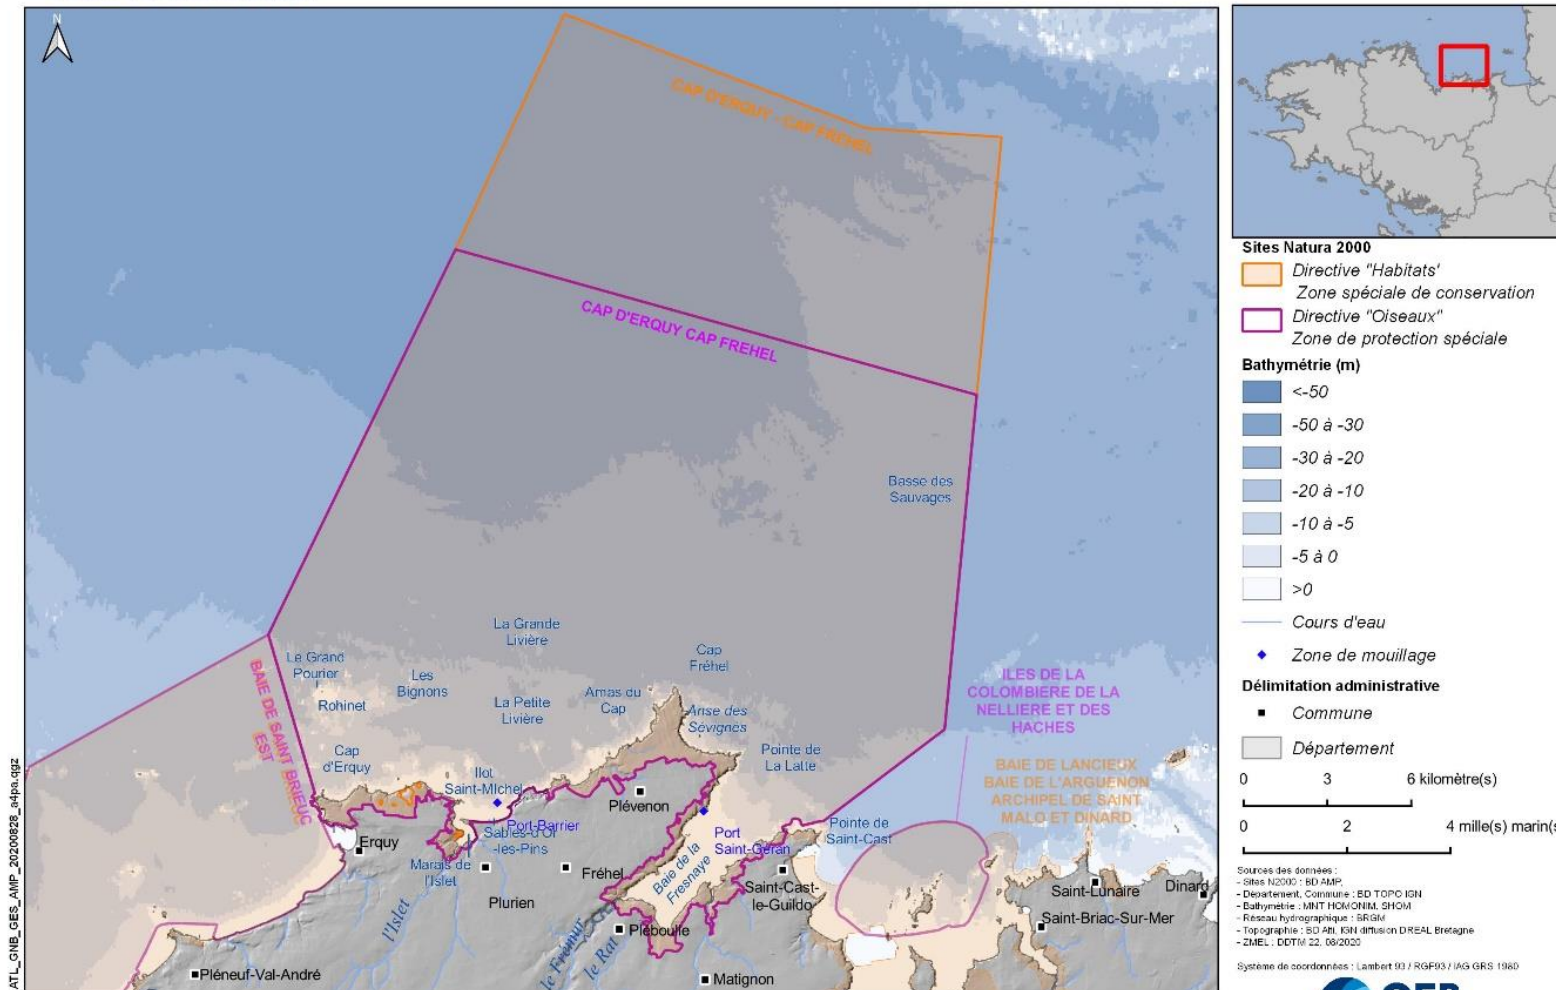 N
CAP D'ERQUY - CAP FREHEL
CAP D'ERQUY CAP FREHEL
Basse des
Sauvages
La Grande
Livière
Cap
Fréhel
Le Grand
Pourier
Les
Bignons
Rohinet
La Petite
Livière
Amas du
Cap
Anse des
Sévignés
Cap
d'Erquy
Ilot
Saint-MIchel
Pointe de
La Latte
BAIE DE SAINT BRIEUC
EST
ILES DE LA
COLOMBIERE DE LA
NELLIERE ET DES
HACHES
BAIE DE LANCIEUX
BAIE DE L'ARGUENON
ARCHIPEL DE SAINT
MALO ET DINARD
Plévenon
Port-Barrier
Sables-d'Or
-les-Pins
Port
Saint-Géran
Pointe de
Saint-Cast
Erquy
Marais de
l'Islet
Fréhel
Baie de la
Fresnaye
Saint-Cast-
le-Guildo
Saint-Lunaire
Dinard
Plurien
l'Islet
Saint-Briac-Sur-Mer
Pléboulle
le Frémur
le Rat
Pléneuf-Val-André
Matignon
ATL_GNB_GES_AMP_20200828_a4pa.qgz
Sites Natura 2000
Directive "Habitats'
Zone spéciale de conservation
Directive "Oiseaux"
Zone de protection spéciale
Bathymétrie (m)
<-50
-50 à -30
-30 à -20
-20 à -10
-10 à -5
-5 à 0
>0
Cours d'eau
Zone de mouillage
Délimitation administrative
Commune
Département
0 3 6 kilomètre(s)
0 2 4 mille(s) marin(s
Sources des données :
- Sites N2000 : BD AMP,
- Département, Commune : BD TOPO IGN
- Bathymétrie : MNT HOMONIM, SHOM
- Réseau hydrographique : BRGM
- Topographie : BD Alti, IGN diffusion DREAL Bretagne
- ZMEL : DDTM 22, 08/2020
Système de coordonnées : Lambert 93 / RGF93 / IAG GRS 1980